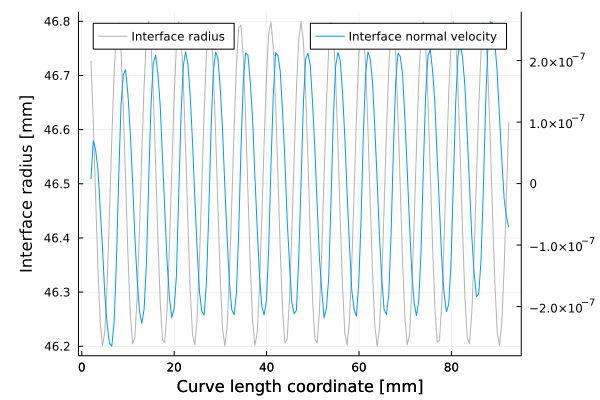 Interface radius
Interface normal velocity
Interface radius [mm]
46.8
46.7
46.6
46.5
46.4
46.3
46.2
2.0×10⁻⁷
1.0×10⁻⁷
0
−1.0×10⁻⁷
−2.0×10⁻⁷
0 20 40 60 80
Curve length coordinate [mm]